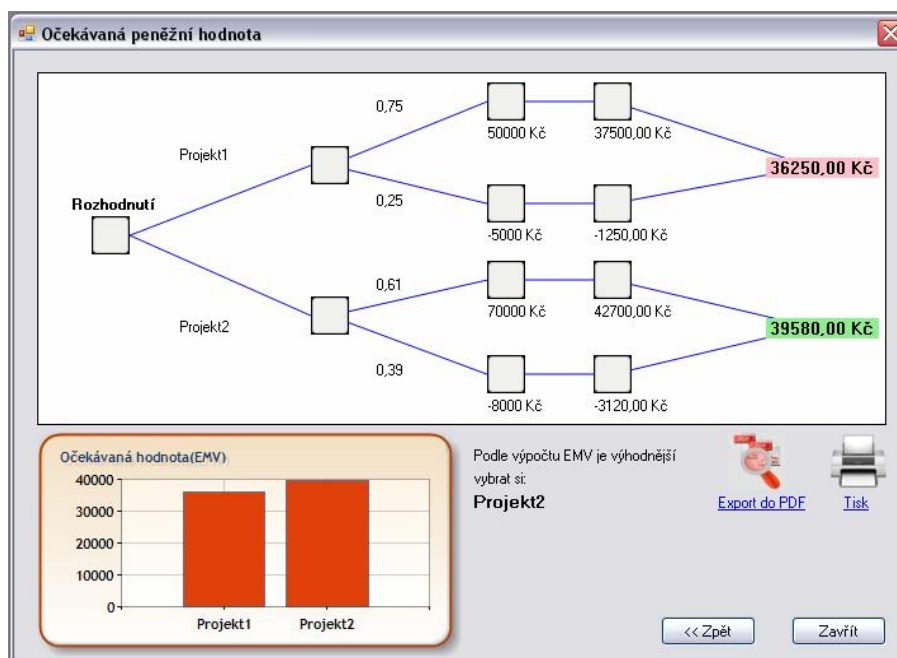 Očekávaná peněžní hodnota
0,75
50000 Kč
37500,00 Kč
Projekt1
36250,00 Kč
0,25
Rozhodnutí
-5000 Kč
-1250,00 Kč
0,61
70000 Kč
42700,00 Kč
Projekt2
39580,00 Kč
0,39
-8000 Kč
-3120,00 Kč
Očekávaná hodnota(EMV)
40000
30000
20000
10000
0
Projekt1
Projekt2
Podle výpočtu EMV je výhodnější
vybrat si:
Projekt2
Export do PDF
Tisk
<< Zpět
Zavřít